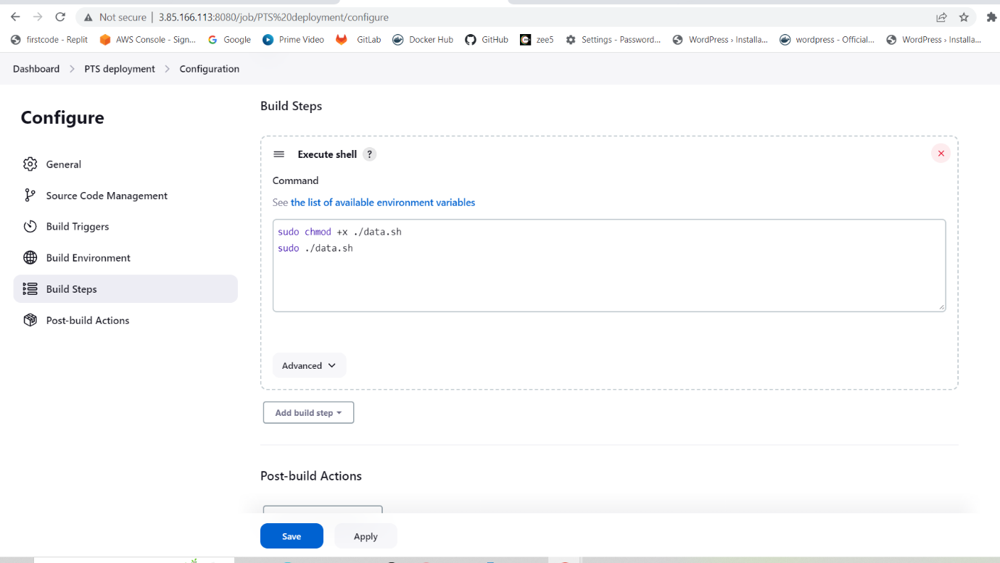 Not secure | 3.85.166.113:8080/job/PTS%20deployment/configure
firstcode - Replit AWS Console - Sign... Google Prime Video GitLab Docker Hub GitHub zee5 Settings - Password... WordPress › Installa... wordpress - Official... WordPress › Installa...
Dashboard PTS deployment Configuration
Configure
General
Source Code Management
Build Triggers
Build Environment
Build Steps
Post-build Actions
Build Steps
Execute shell ?
Command
See the list of available environment variables
sudo chmod +x ./data.sh
sudo ./data.sh
Advanced
Add build step
Post-build Actions
Save Apply